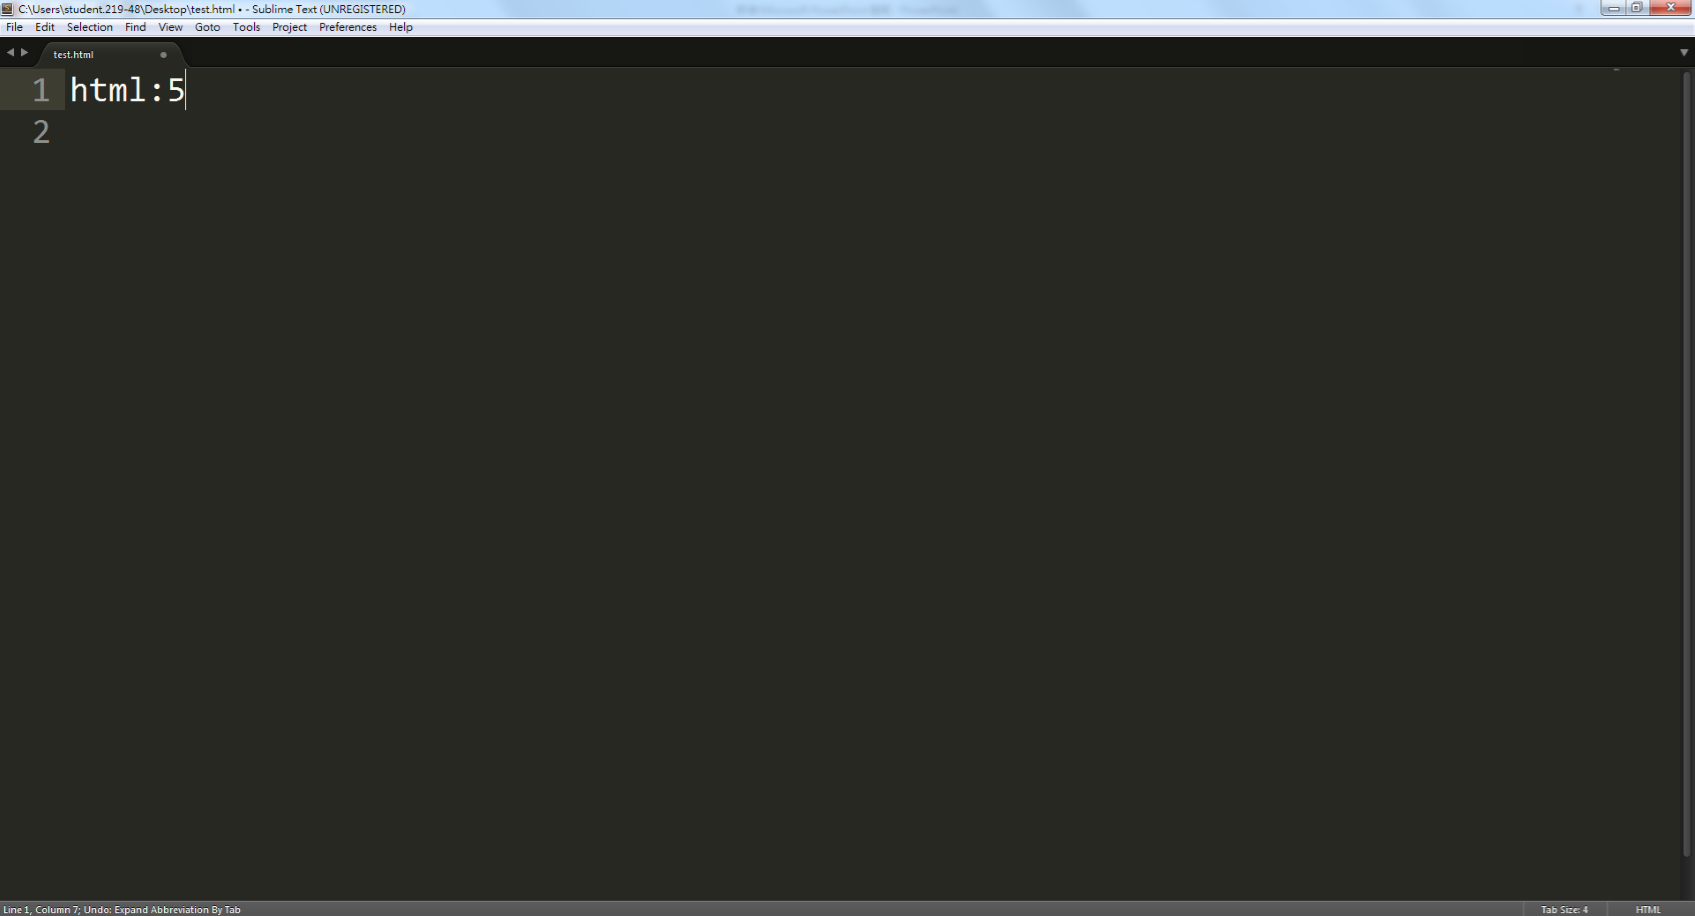 C:\Users\student.219-48\Desktop\test.html • - Sublime Text (UNREGISTERED)
File Edit Selection Find View Goto Tools Project Preferences Help
test.html
1 html:5
2
Line 1, Column 7; Undo: Expand Abbreviation By Tab Tab Size: 4 HTML